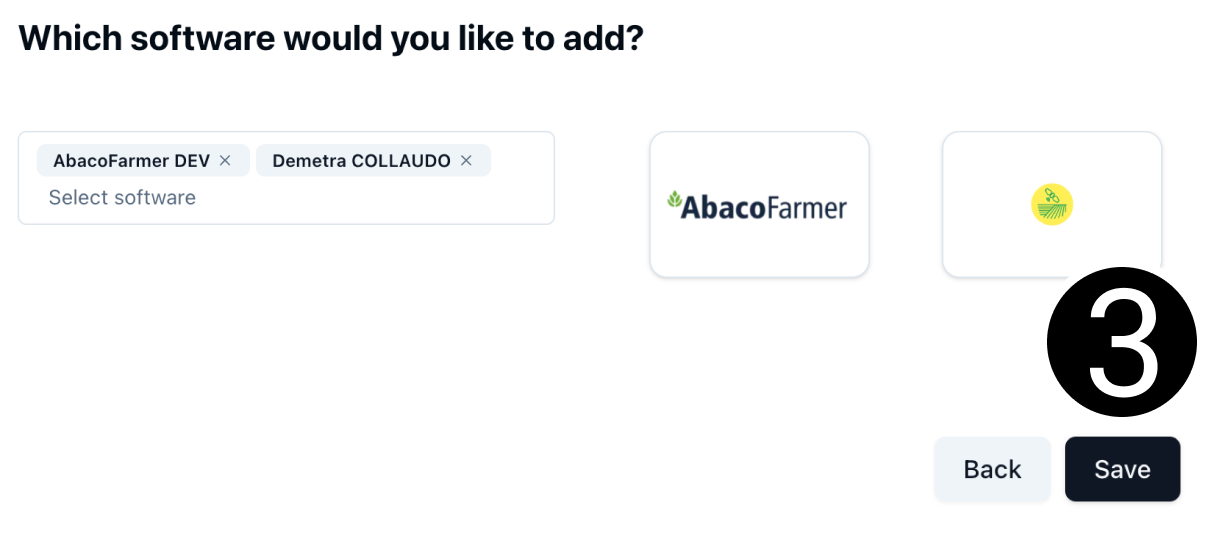 Which software would you like to add?
AbacoFarmer DEV × Demetra COLLAUDO ×
Select software
AbacoFarmer
3
Back Save